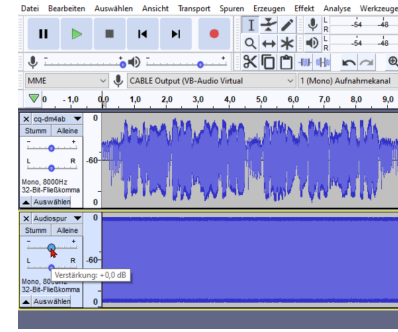 Datei Bearbeiten Auswählen Ansicht Transport Spuren Erzeugen Effekt Analyse Werkzeuge
L -54 -48
R
L -54 -48
R
MME CABLE Output (VB-Audio Virtual 1 (Mono) Aufnahmekanal
0 - 1,0 0,0 1,0 2,0 3,0 4,0 5,0 6,0 7,0 8,0 9,0
cq-dm4ab 0
Stumm Alleine
- +
L R -60-
Mono, 8000Hz
32-Bit-Fließkomma
Auswählen 0
Audiospur 0
Stumm Alleine
- +
L R -60-
Verstärkung: +0,0 dB
Mono, 8000Hz
32-Bit-Fließkomma
Auswählen 0